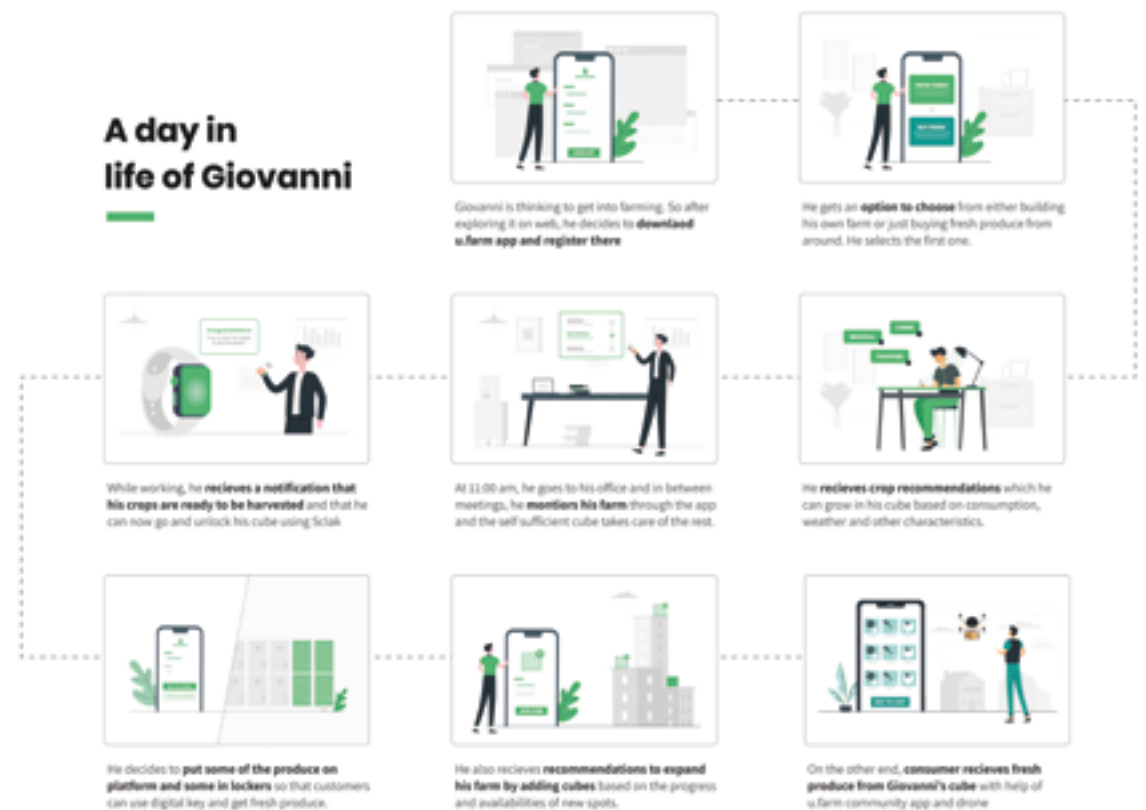 A day in
life of Giovanni
Giovanni is thinking to get into farming. So after
exploring it on web, he decides to downlaod
u.farm app and register there
He gets an option to choose from either building
his own farm or just buying fresh produce from
around. He selects the first one.
He recieves crop recommendations which he
can grow in his cube based on consumption,
weather and other characteristics.
At 11:00 am, he goes to his office and in between
meetings, he montiors his farm through the app
and the self sufficient cube takes care of the rest.
Congratulations!
While working, he recieves a notification that
his crops are ready to be harvested and that he
can now go and unlock his cube using Sclak
He decides to put some of the produce on
platform and some in lockers so that customers
can use digital key and get fresh produce.
He also recieves recommendations to expand
his farm by adding cubes based on the progress
and availabilities of new spots.
On the other end, consumer recieves fresh
produce from Giovanni's cube with help of
u.farm community app and drone